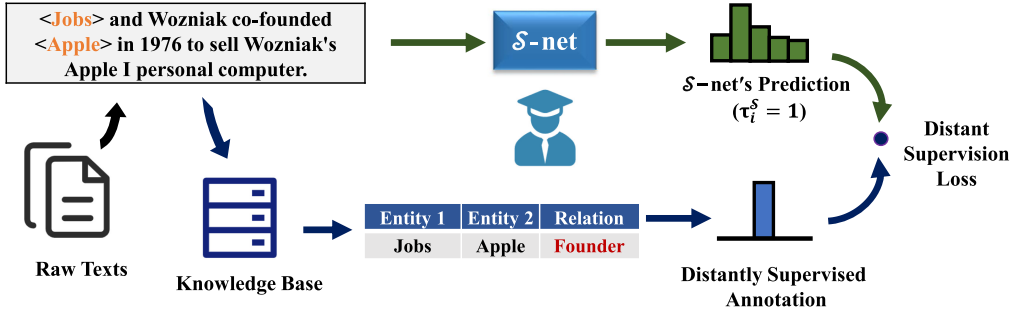 <Jobs> and Wozniak co-founded
<Apple> in 1976 to sell Wozniak's
Apple I personal computer.
𝒮-net
𝒮-net's Prediction
(τᵢ^𝒮 = 1)
Distant
Supervision
Loss
Raw Texts
Knowledge Base
Entity 1 Entity 2 Relation
Jobs Apple Founder
Distantly Supervised
Annotation